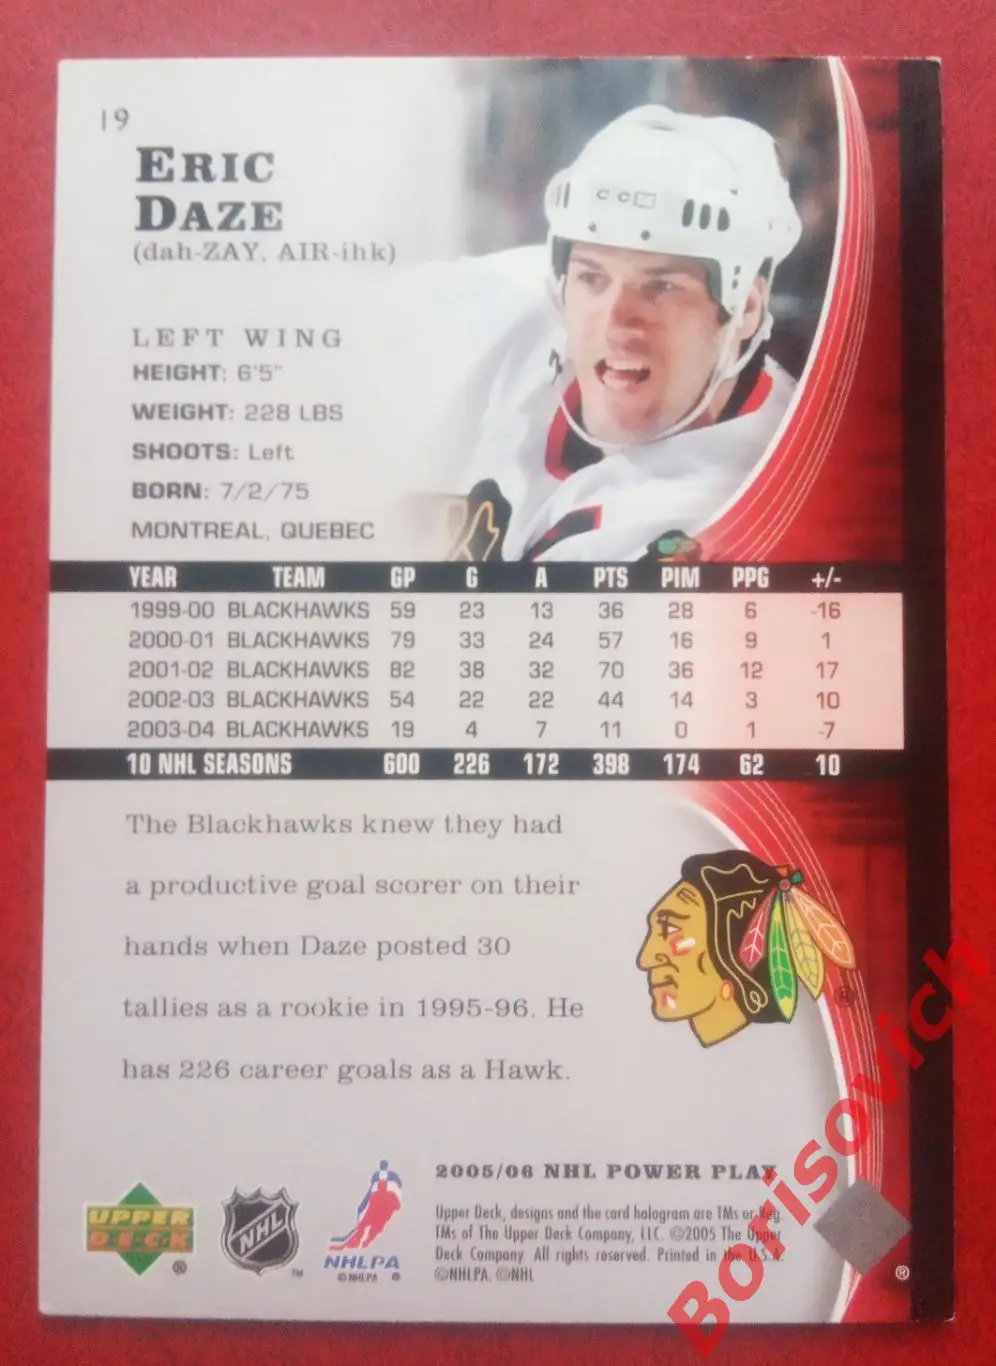 19
ERIC
DAZE
(dah-ZAY, AIR-ihk)
CCM
LEFT WING
HEIGHT: 6'5"
WEIGHT: 228 LBS
SHOOTS: Left
BORN: 7/2/75
MONTREAL, QUEBEC
YEAR TEAM GP G A PTS PIM PPG +/-
1999-00 BLACKHAWKS 59 23 13 36 28 6 -16
2000-01 BLACKHAWKS 79 33 24 57 16 9 1
2001-02 BLACKHAWKS 82 38 32 70 36 12 17
2002-03 BLACKHAWKS 54 22 22 44 14 3 10
2003-04 BLACKHAWKS 19 4 7 11 0 1 -7
10 NHL SEASONS 600 226 172 398 174 62 10
The Blackhawks knew they had
a productive goal scorer on their
hands when Daze posted 30
tallies as a rookie in 1995-96. He
has 226 career goals as a Hawk.
®
2005/06 NHL POWER PLAY
Upper Deck, designs and the card hologram are TMs or Reg.
TMs of The Upper Deck Company, LLC. ©2005 The Upper
Deck Company. All rights reserved. Printed in the U.S.A.
©NHLPA. ©NHL
UPPER
DECK
®
NHL
™
NHLPA
©NHLPA ®
®
Borisovich